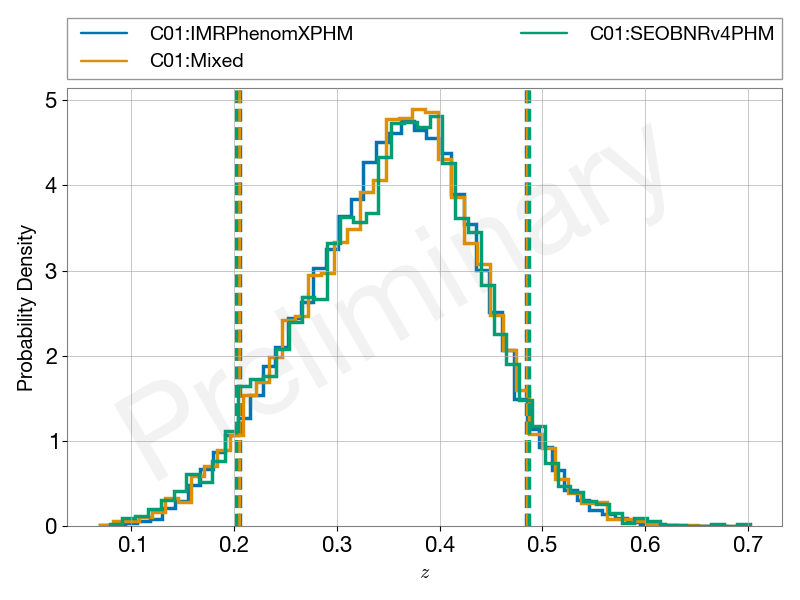 C01:IMRPhenomXPHM
C01:SEOBNRv4PHM
C01:Mixed
Preliminary
Probability Density
5
4
3
2
1
0
0.1 0.2 0.3 0.4 0.5 0.6 0.7
z